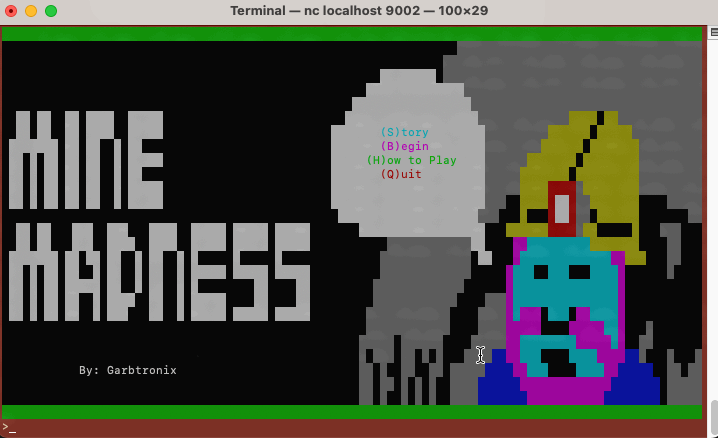 Terminal — nc localhost 9002 — 100×29
MINE
MADNESS
(S)tory
(B)egin
(H)ow to Play
(Q)uit
By: Garbtronix
>_